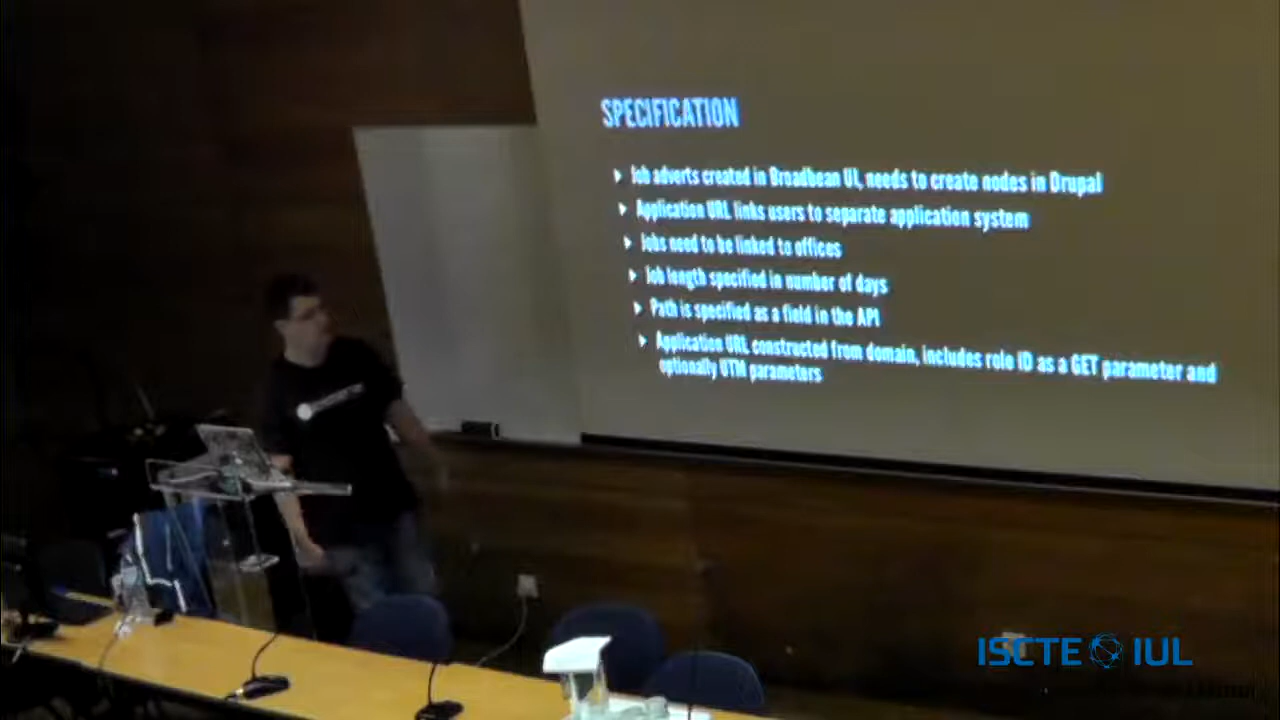 SPECIFICATION
Job adverts created in Broadbean UI, needs to create nodes in Drupal
Application URL links users to separate application system
Jobs need to be linked to offices
Job length specified in number of days
Path is specified as a field in the API
Application URL constructed from domain, includes role ID as a GET parameter and
optionally UTM parameters
ISCTE IUL